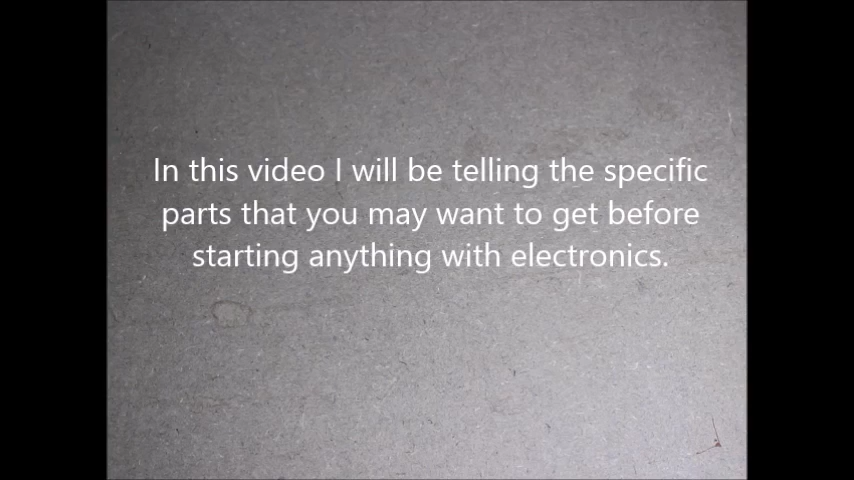 In this video I will be telling the specific
parts that you may want to get before
starting anything with electronics.